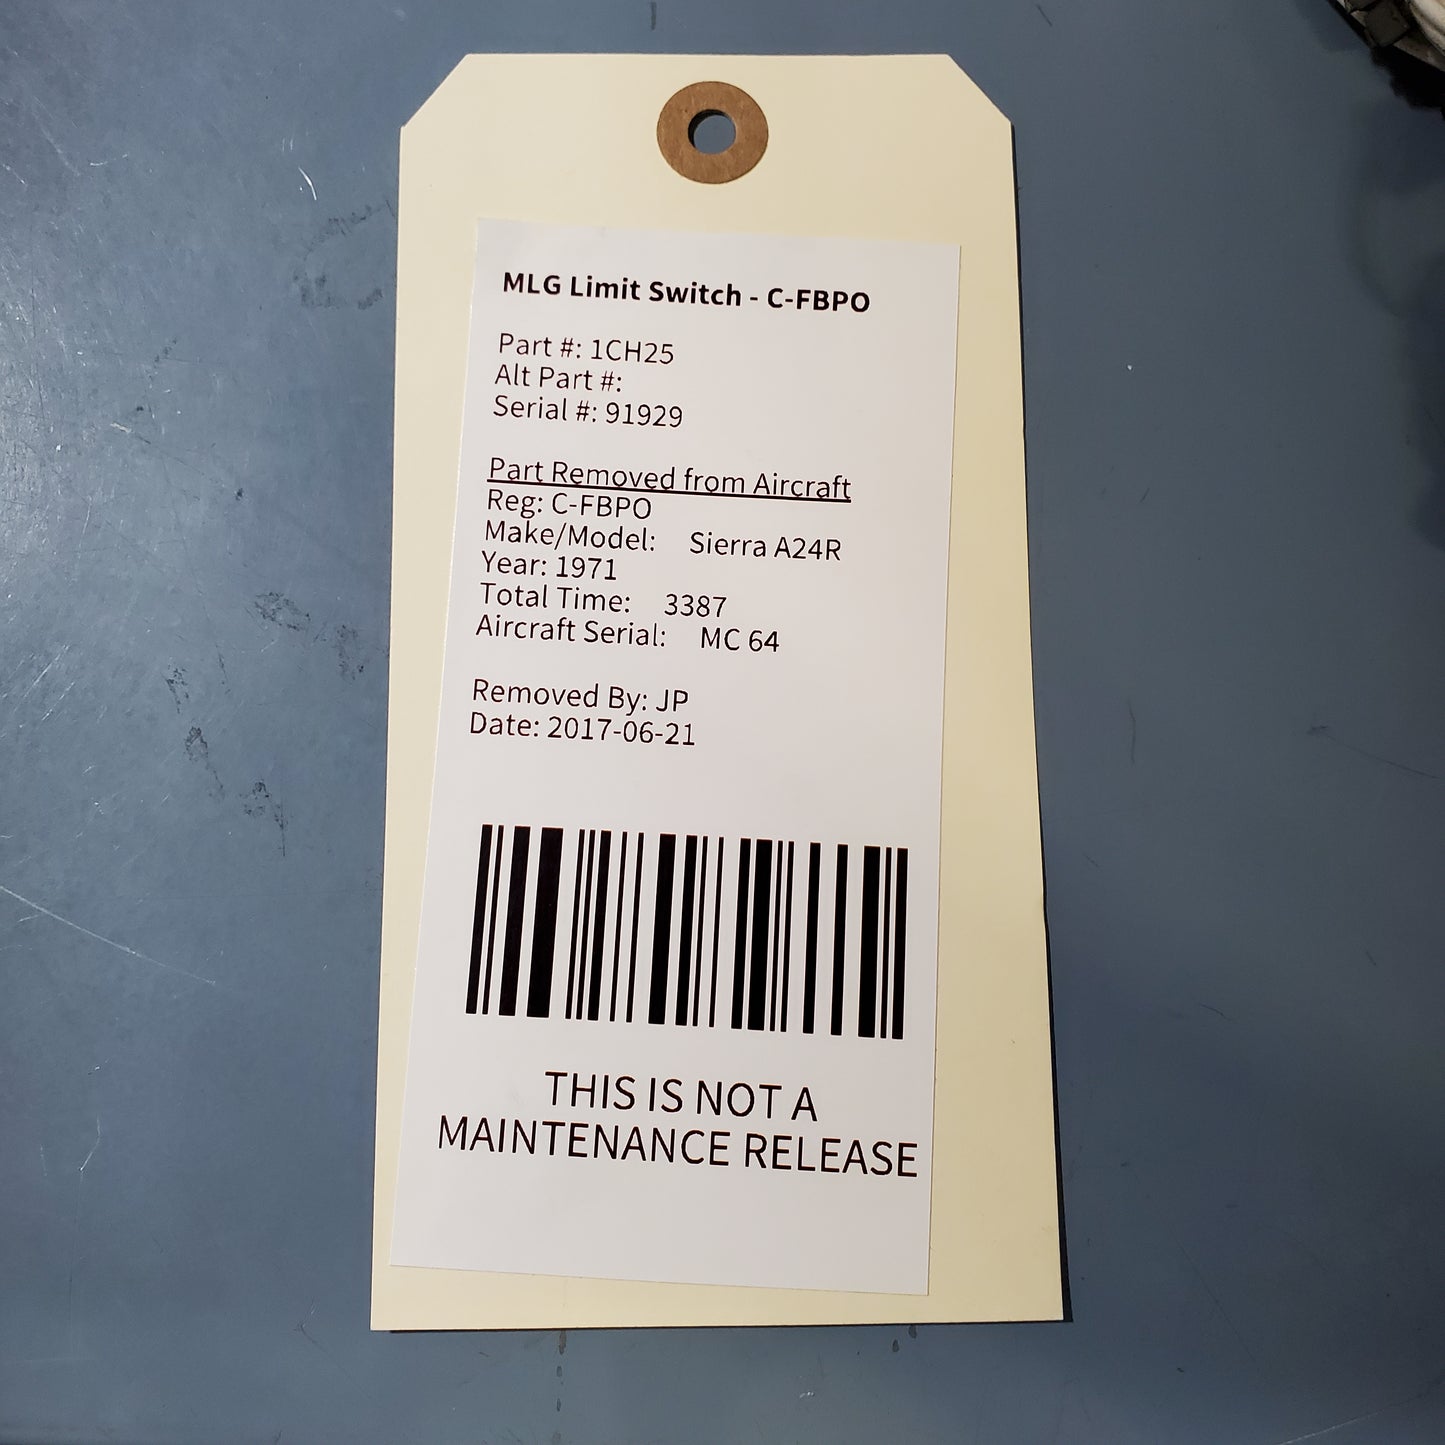 MLG Limit Switch - C-FBPO
Part #: 1CH25
Alt Part #:
Serial #: 91929
Part Removed from Aircraft
Reg: C-FBPO
Make/Model: Sierra A24R
Year: 1971
Total Time: 3387
Aircraft Serial: MC 64
Removed By: JP
Date: 2017-06-21
THIS IS NOT A
MAINTENANCE RELEASE